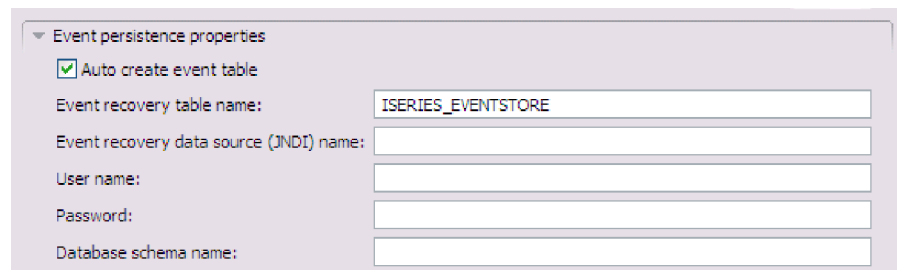 Event persistence properties
Auto create event table
Event recovery table name: ISERIES_EVENTSTORE
Event recovery data source (JNDI) name:
User name:
Password:
Database schema name: